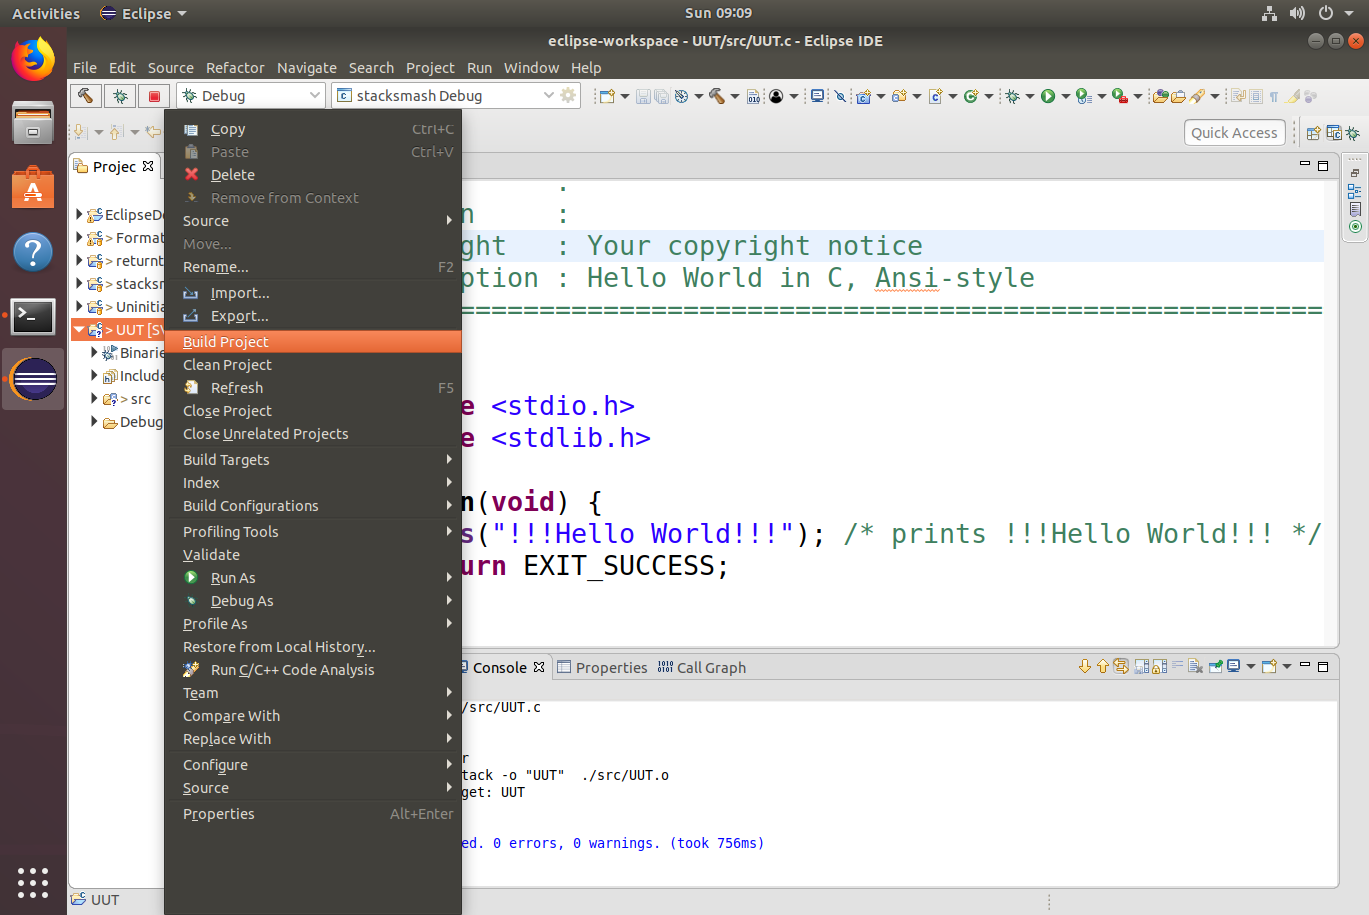 Activities
Eclipse
Sun 09:09
eclipse-workspace - UUT/src/UUT.c - Eclipse IDE
File Edit Source Refactor Navigate Search Project Run Window Help
Debug
stacksmash Debug
Quick Access
Projec
EclipseDe
> Format
> returnt
> stacksm
> Uninitia
> UUT [SV
Binarie
Include
> src
Debug
Copy Ctrl+C
Paste Ctrl+V
Delete
Remove from Context
Source
Move...
Rename... F2
Import...
Export...
Build Project
Clean Project
Refresh F5
Close Project
Close Unrelated Projects
Build Targets
Index
Build Configurations
Profiling Tools
Validate
Run As
Debug As
Profile As
Restore from Local History...
Run C/C++ Code Analysis
Team
Compare With
Replace With
Configure
Source
Properties Alt+Enter
:
n :
ght : Your copyright notice
ption : Hello World in C, Ansi-style
======================================================
e <stdio.h>
e <stdlib.h>
n(void) {
s("!!!Hello World!!!"); /* prints !!!Hello World!!! */
urn EXIT_SUCCESS;
Console
Properties
Call Graph
/src/UUT.c
r
tack -o "UUT" ./src/UUT.o
get: UUT
ed. 0 errors, 0 warnings. (took 756ms)
UUT